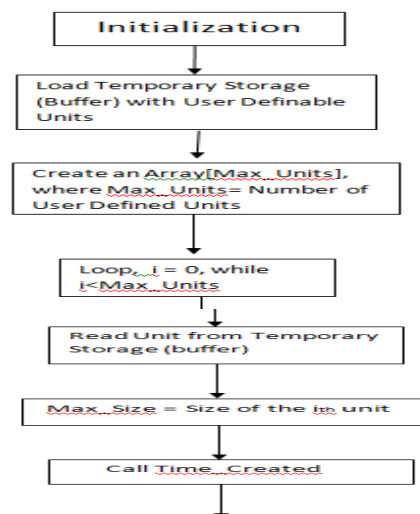 Initialization
Load Temporary Storage
(Buffer) with User Definable
Units
Create an Array[Max_Units],
where Max_Units= Number of
User Defined Units
Loop, i = 0, while
i<Max_Units
Read Unit from Temporary
Storage (buffer)
Max_Size = Size of the ith unit
Call Time_Created